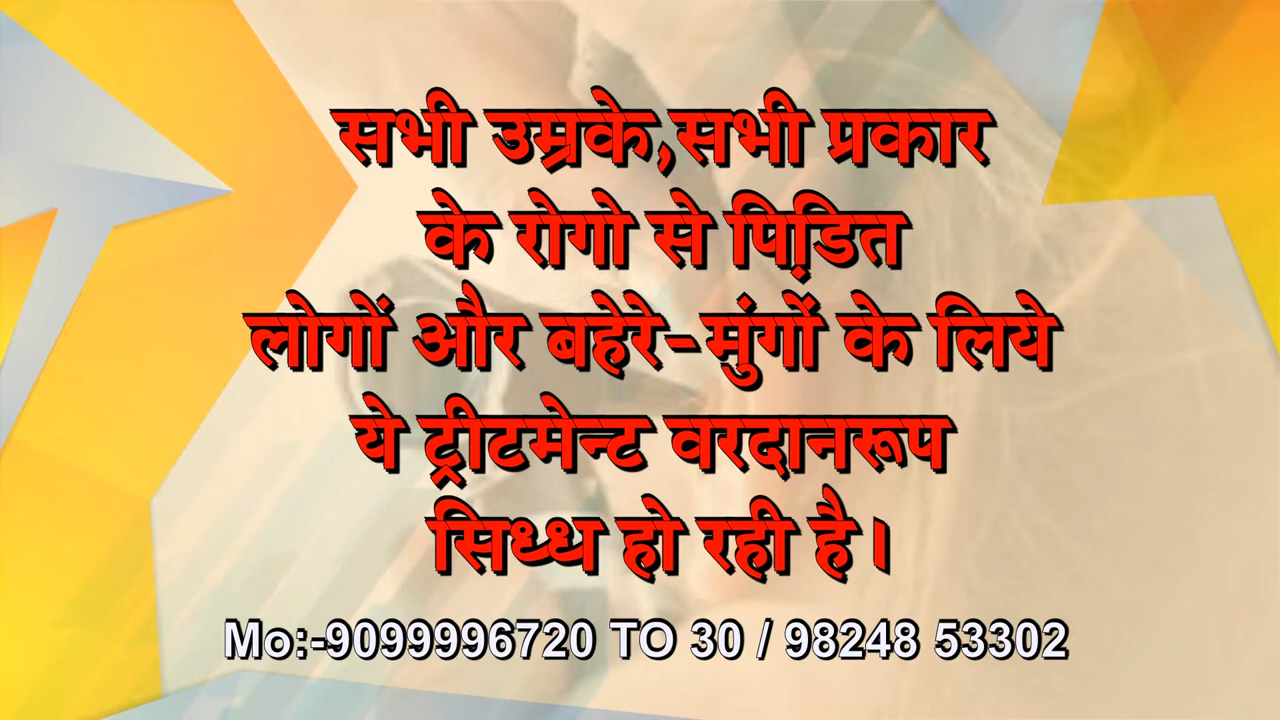 सभी उम्रके,सभी प्रकार
के रोगो से पिडि़त
लोगों और बहेरे-मुंगों के लिये
ये ट्रीटमेन्ट वरदानरूप
सिध्ध हो रही है।
Mo:-9099996720 TO 30 / 98248 53302